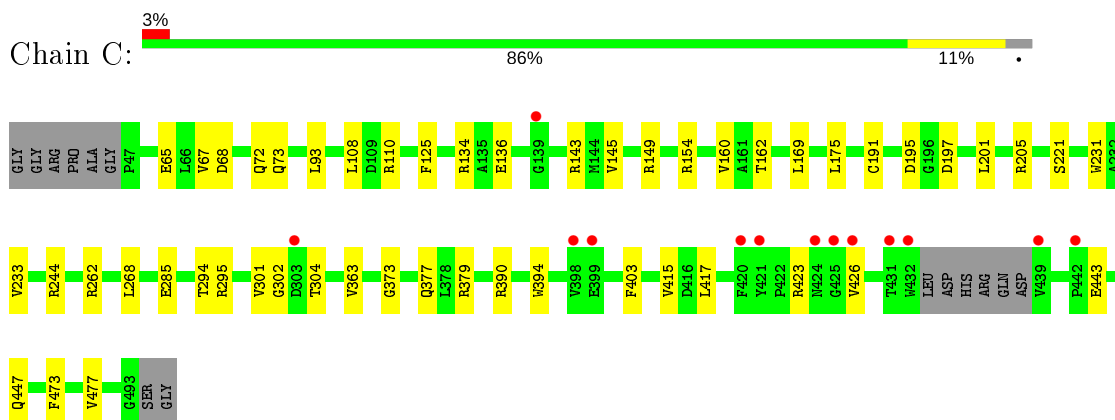 3%
Chain C:
86% 11% •
GLY GLY ARG PRO ALA GLY P47 E65 L66 V67 D68 Q72 Q73 L93 L108 D109 R110 F125 R134 A135 E136 G139 R143 M144 V145 R149 R154 V160 A161 T162 L169 L175 C191 D195 G196 D197 L201 R205 S221 W231 A232
V233 R244 R262 L268 E285 T294 R295 V301 G302 D303 T304 V363 G373 Q377 L378 R379 R390 W394 V398 E399 F403 V415 D416 L417 F420 Y421 P422 R423 N424 G425 V426 T431 W432 LEU ASP HIS ARG GLN ASP V439 P442 E443
Q447 F473 V477 G493 SER GLY